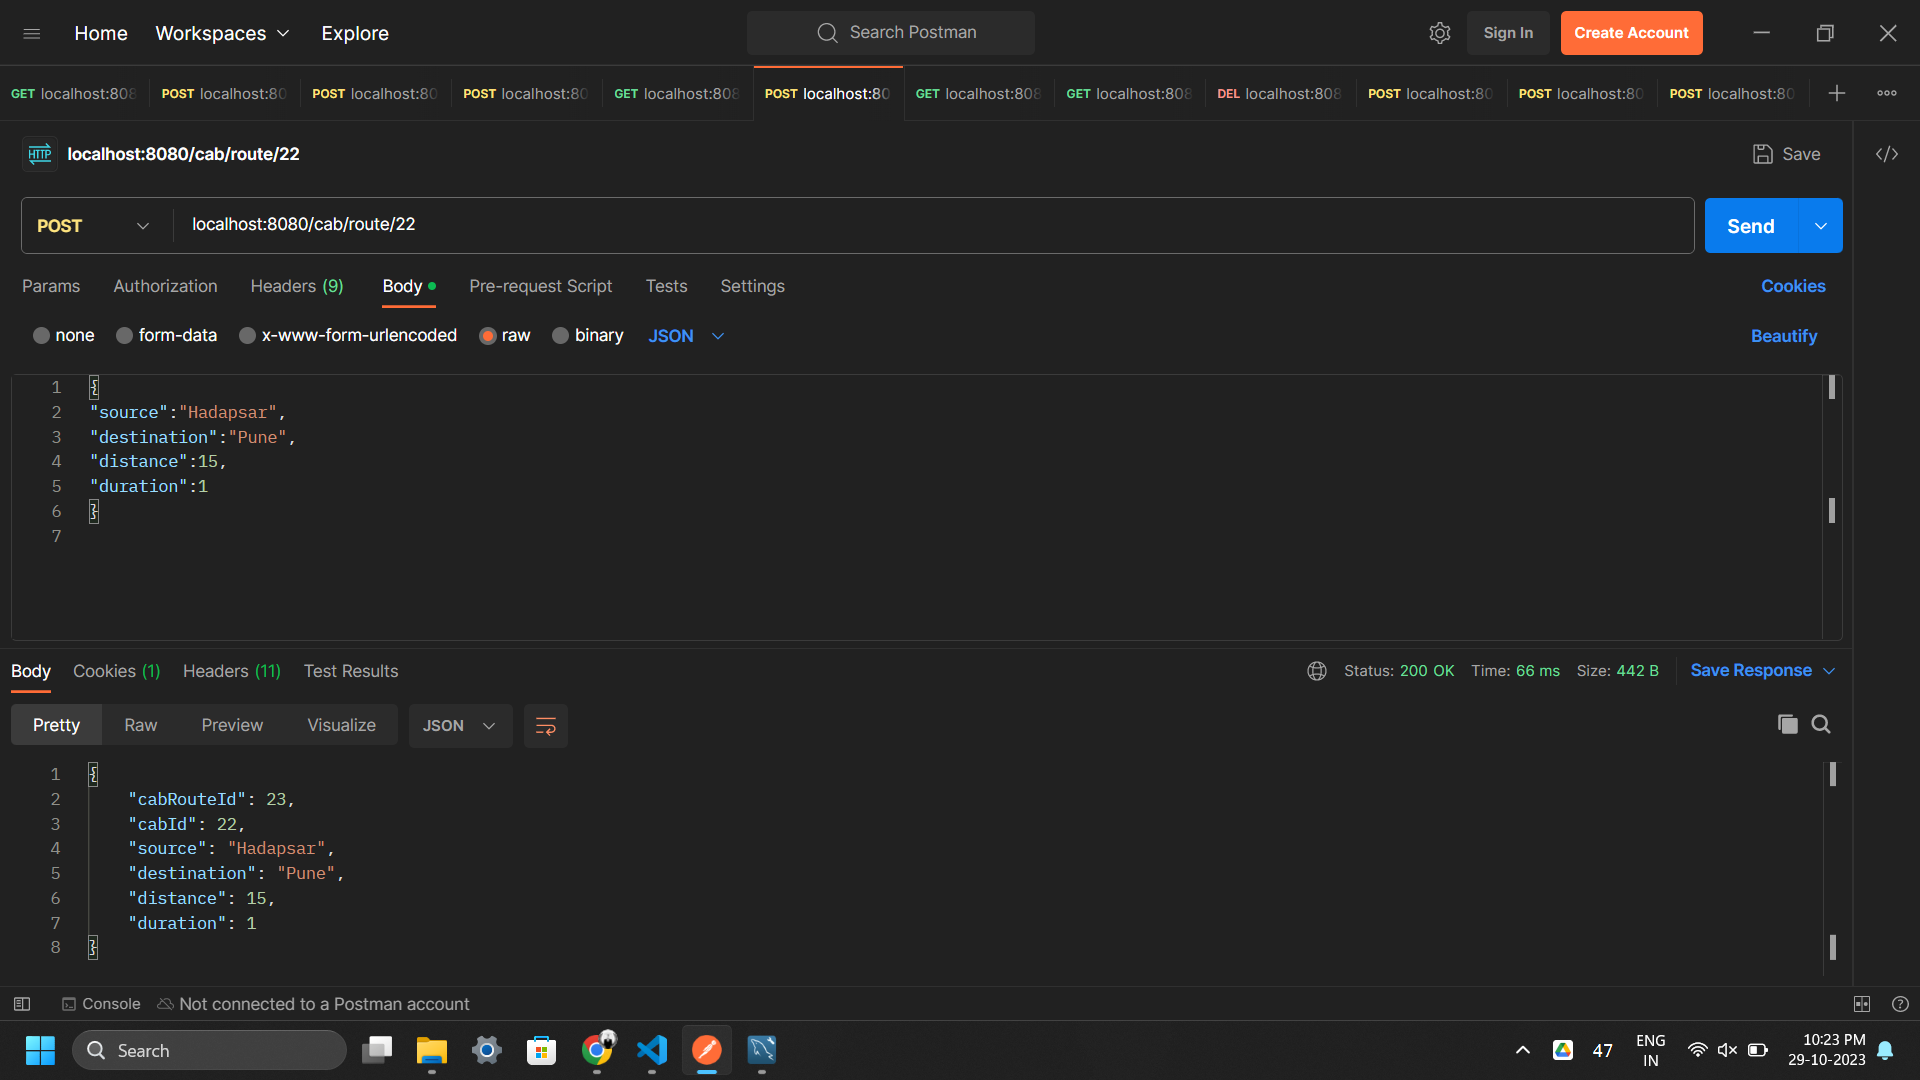 Home Workspaces Explore Search Postman Sign In Create Account
GET localhost:808 POST localhost:80 POST localhost:80 POST localhost:80 GET localhost:808 POST localhost:80 GET localhost:808 GET localhost:808 DEL localhost:808 POST localhost:80 POST localhost:80 POST localhost:80
HTTP localhost:8080/cab/route/22 Save </>
POST localhost:8080/cab/route/22 Send
Params Authorization Headers (9) Body Pre-request Script Tests Settings Cookies
none form-data x-www-form-urlencoded raw binary JSON Beautify
1 {
2 "source":"Hadapsar",
3 "destination":"Pune",
4 "distance":15,
5 "duration":1
6 }
7
Body Cookies (1) Headers (11) Test Results Status: 200 OK Time: 66 ms Size: 442 B Save Response
Pretty Raw Preview Visualize JSON
1 {
2 "cabRouteId": 23,
3 "cabId": 22,
4 "source": "Hadapsar",
5 "destination": "Pune",
6 "distance": 15,
7 "duration": 1
8 }
Console Not connected to a Postman account
Search 47 ENG IN 10:23 PM 29-10-2023